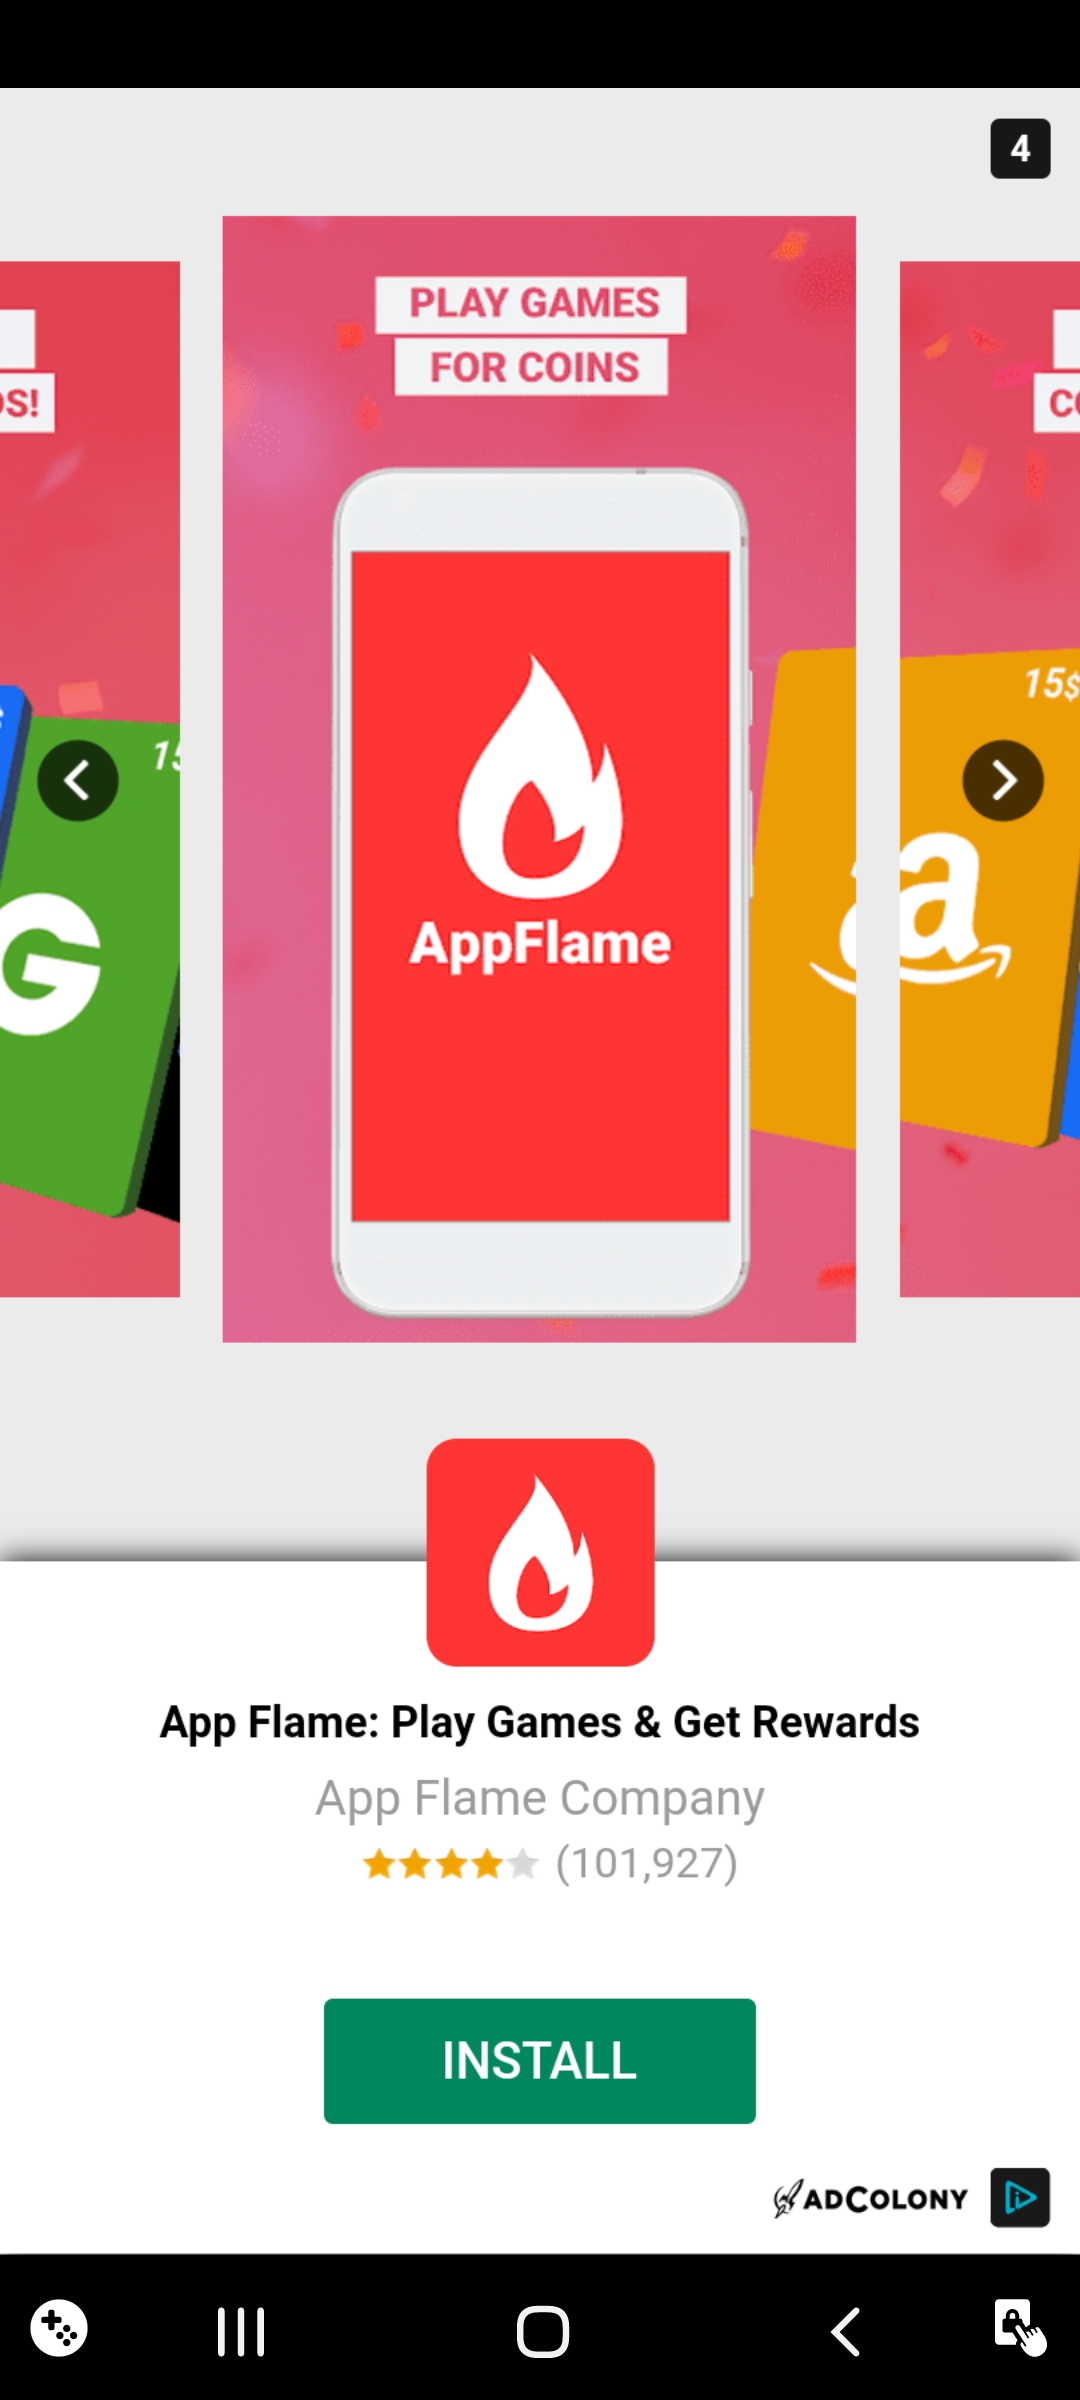 4
PLAY GAMES
FOR COINS
15$
AppFlame
App Flame: Play Games & Get Rewards
App Flame Company
(101,927)
INSTALL
ADCOLONY